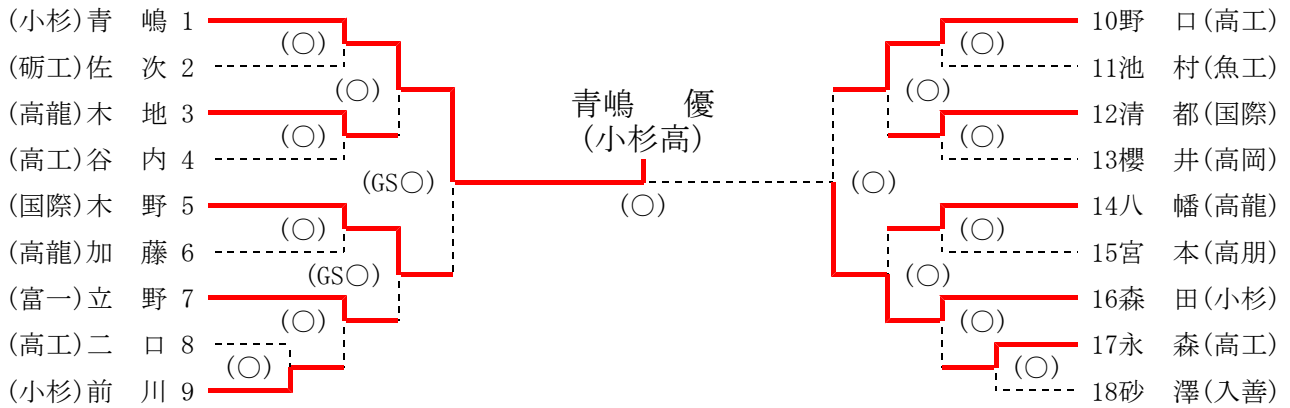 (小杉)青　嶋 1
(砺工)佐　次 2
(高龍)木　地 3
(高工)谷　内 4
(国際)木　野 5
(高龍)加　藤 6
(富一)立　野 7
(高工)二　口 8
(小杉)前　川 9
(○)
(○)
(○)
(○)
(○)
(○)
(GS○)
(GS○)
青嶋　優
(小杉高)
(○)
10野　口(高工)
11池　村(魚工)
12清　都(国際)
13櫻　井(高岡)
14八　幡(高龍)
15宮　本(高朋)
16森　田(小杉)
17永　森(高工)
18砂　澤(入善)
(○)
(○)
(○)
(○)
(○)
(○)
(○)
(○)